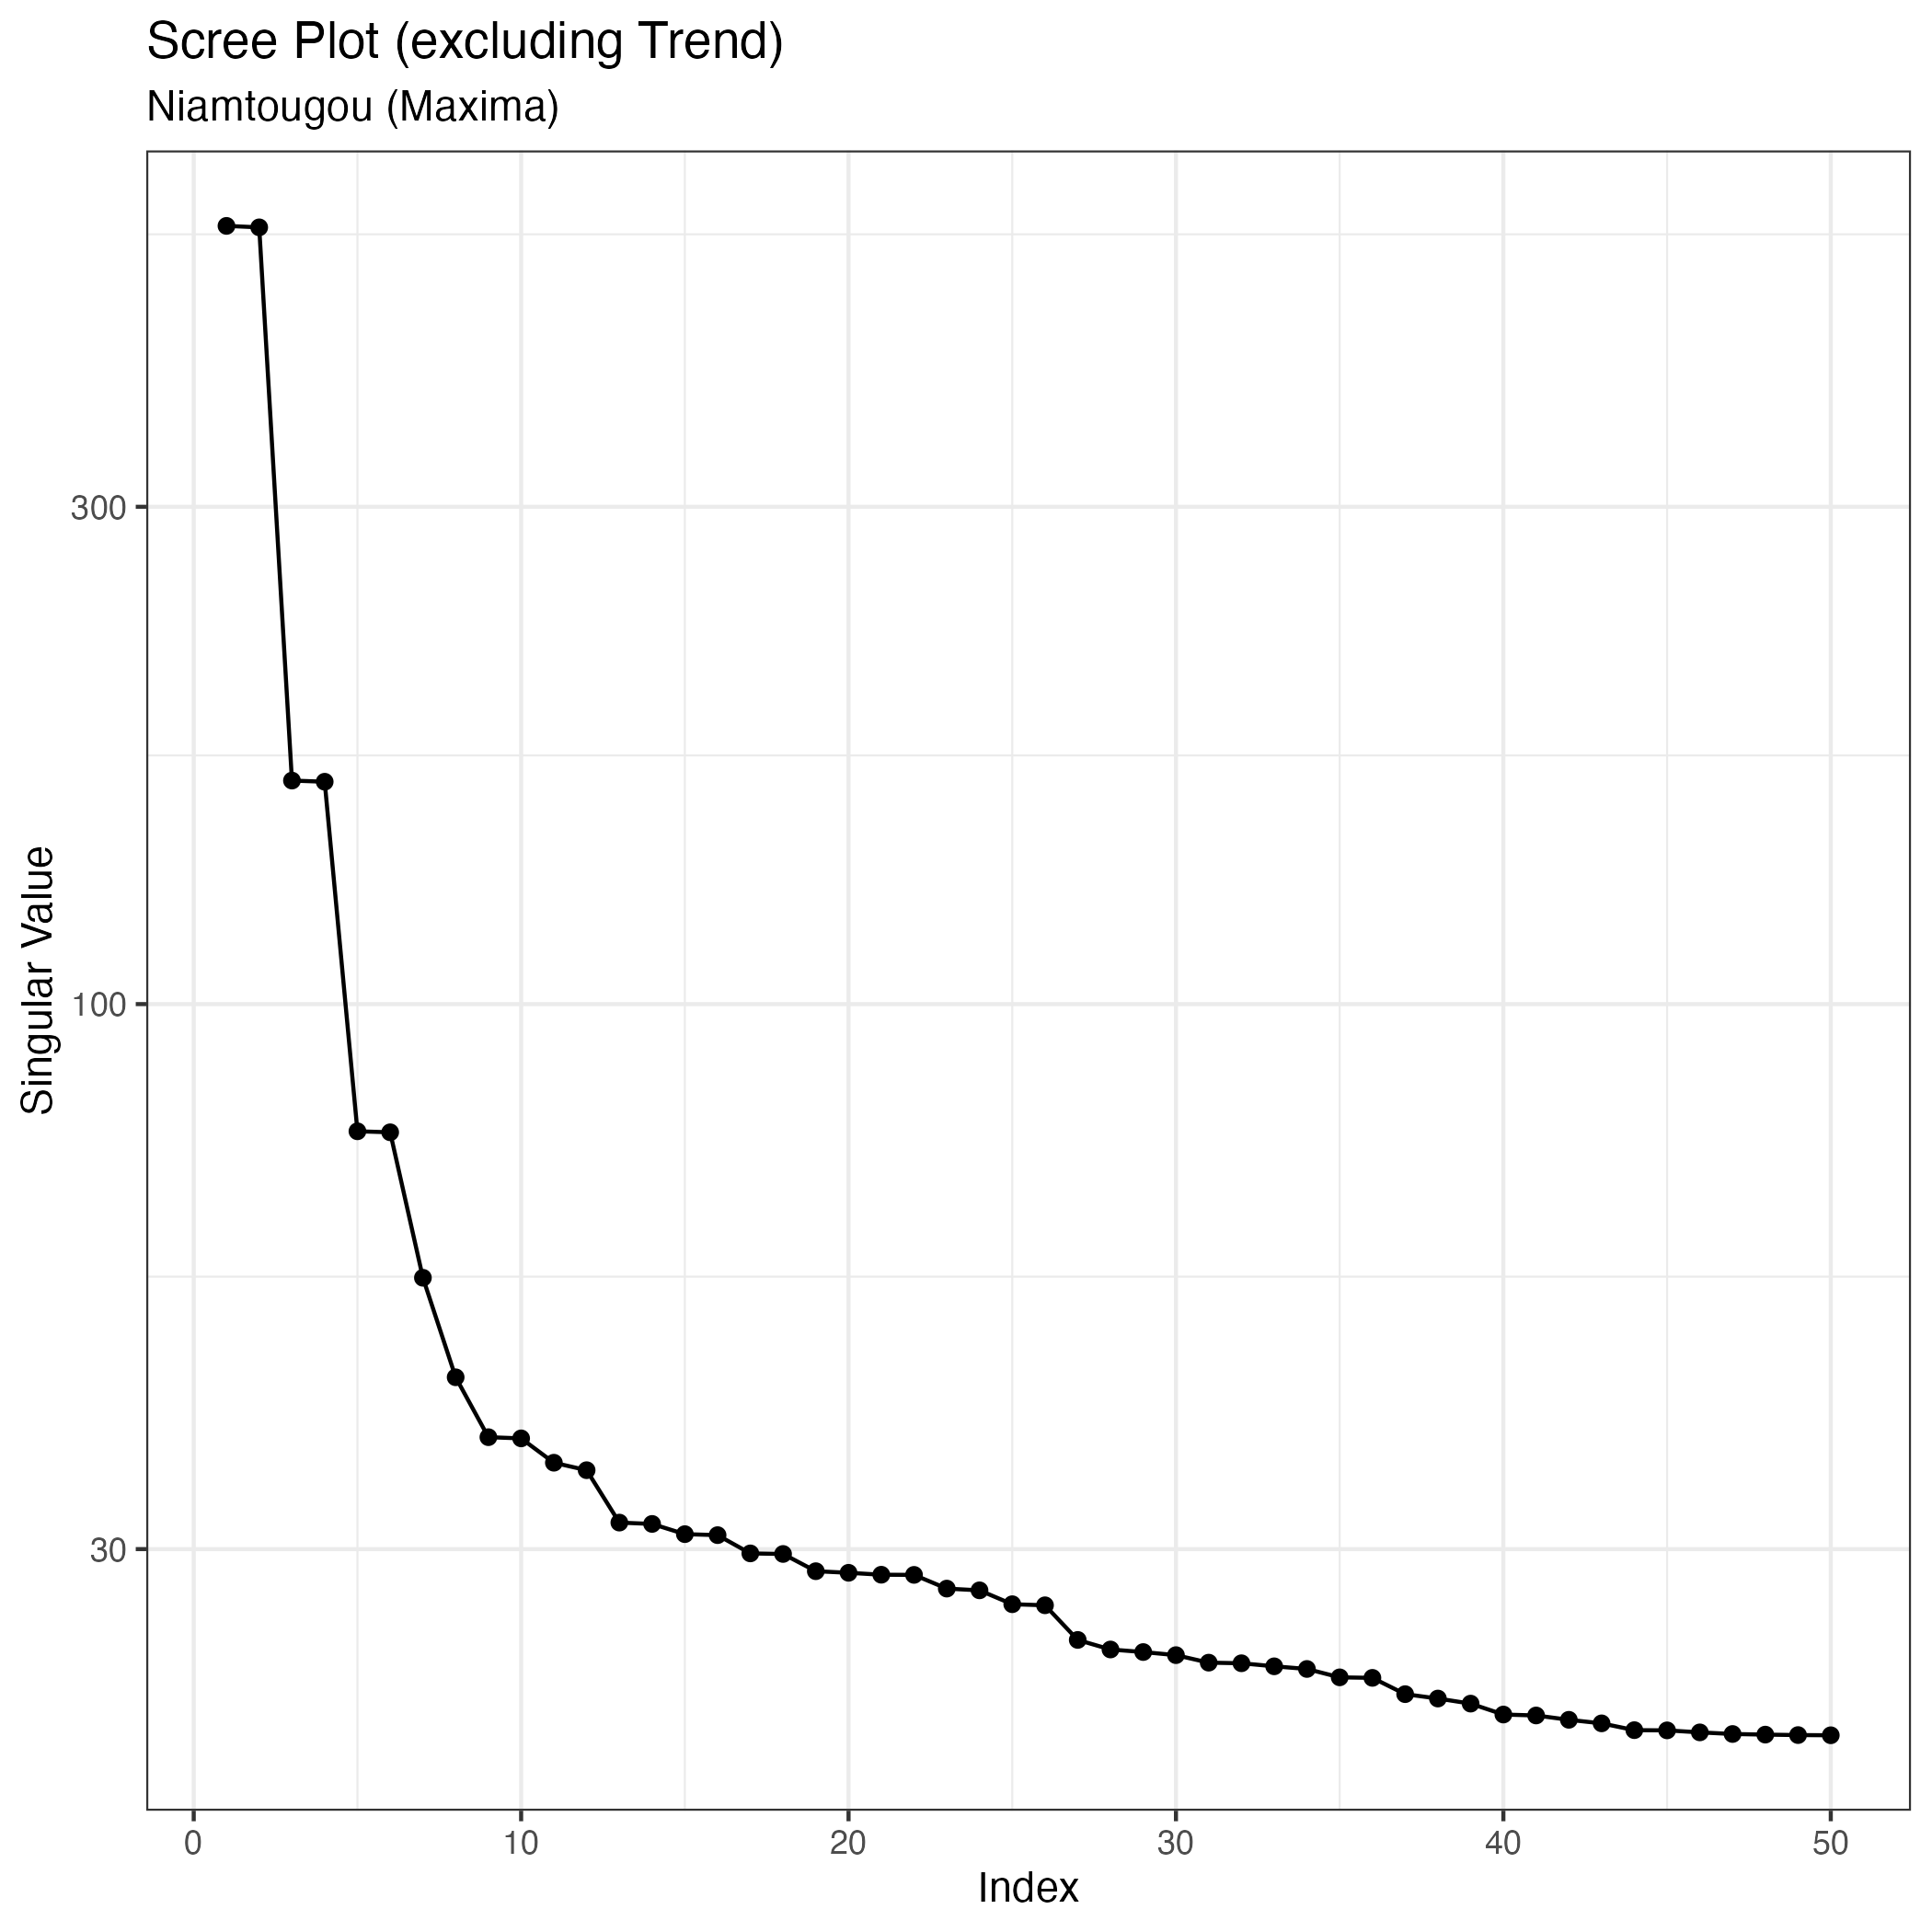 Scree Plot (excluding Trend)
Niamtougou (Maxima)
Singular Value
300
100
30
0 10 20 30 40 50
Index